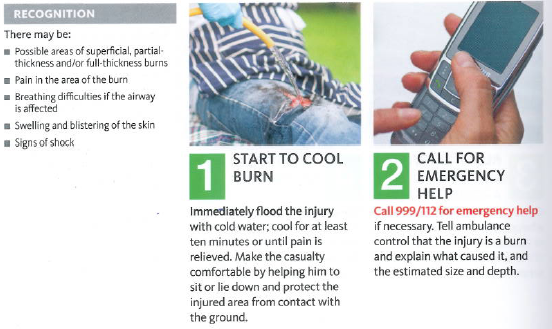 RECOGNITION
There may be:
■ Possible areas of superficial, partial-
thickness and/or full-thickness burns
■ Pain in the area of the burn
■ Breathing difficulties if the airway
is affected
■ Swelling and blistering of the skin
■ Signs of shock
1 START TO COOL
BURN
Immediately flood the injury
with cold water; cool for at least
ten minutes or until pain is
relieved. Make the casualty
comfortable by helping him to
sit or lie down and protect the
injured area from contact with
the ground.
2 CALL FOR
EMERGENCY
HELP
Call 999/112 for emergency help
if necessary. Tell ambulance
control that the injury is a burn
and explain what caused it, and
the estimated size and depth.